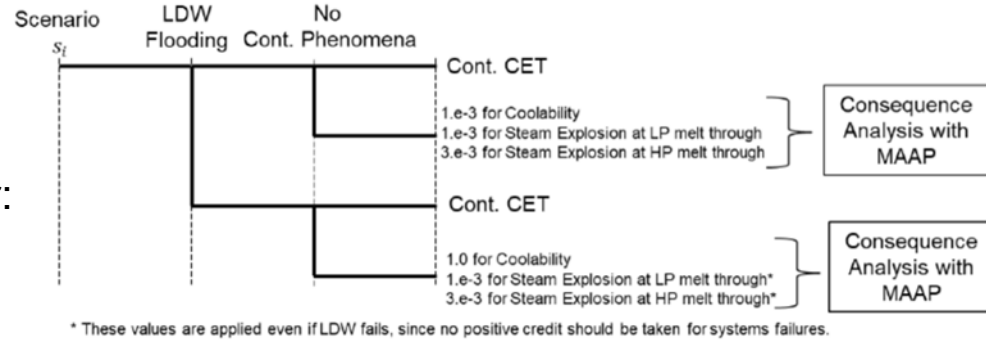 Scenario
s_i
LDW
Flooding
No
Cont. Phenomena
Cont. CET
1.e-3 for Coolability
1.e-3 for Steam Explosion at LP melt through
3.e-3 for Steam Explosion at HP melt through
Consequence
Analysis with
MAAP
Cont. CET
1.0 for Coolability
1.e-3 for Steam Explosion at LP melt through*
3.e-3 for Steam Explosion at HP melt through*
Consequence
Analysis with
MAAP
* These values are applied even if LDW fails, since no positive credit should be taken for systems failures.